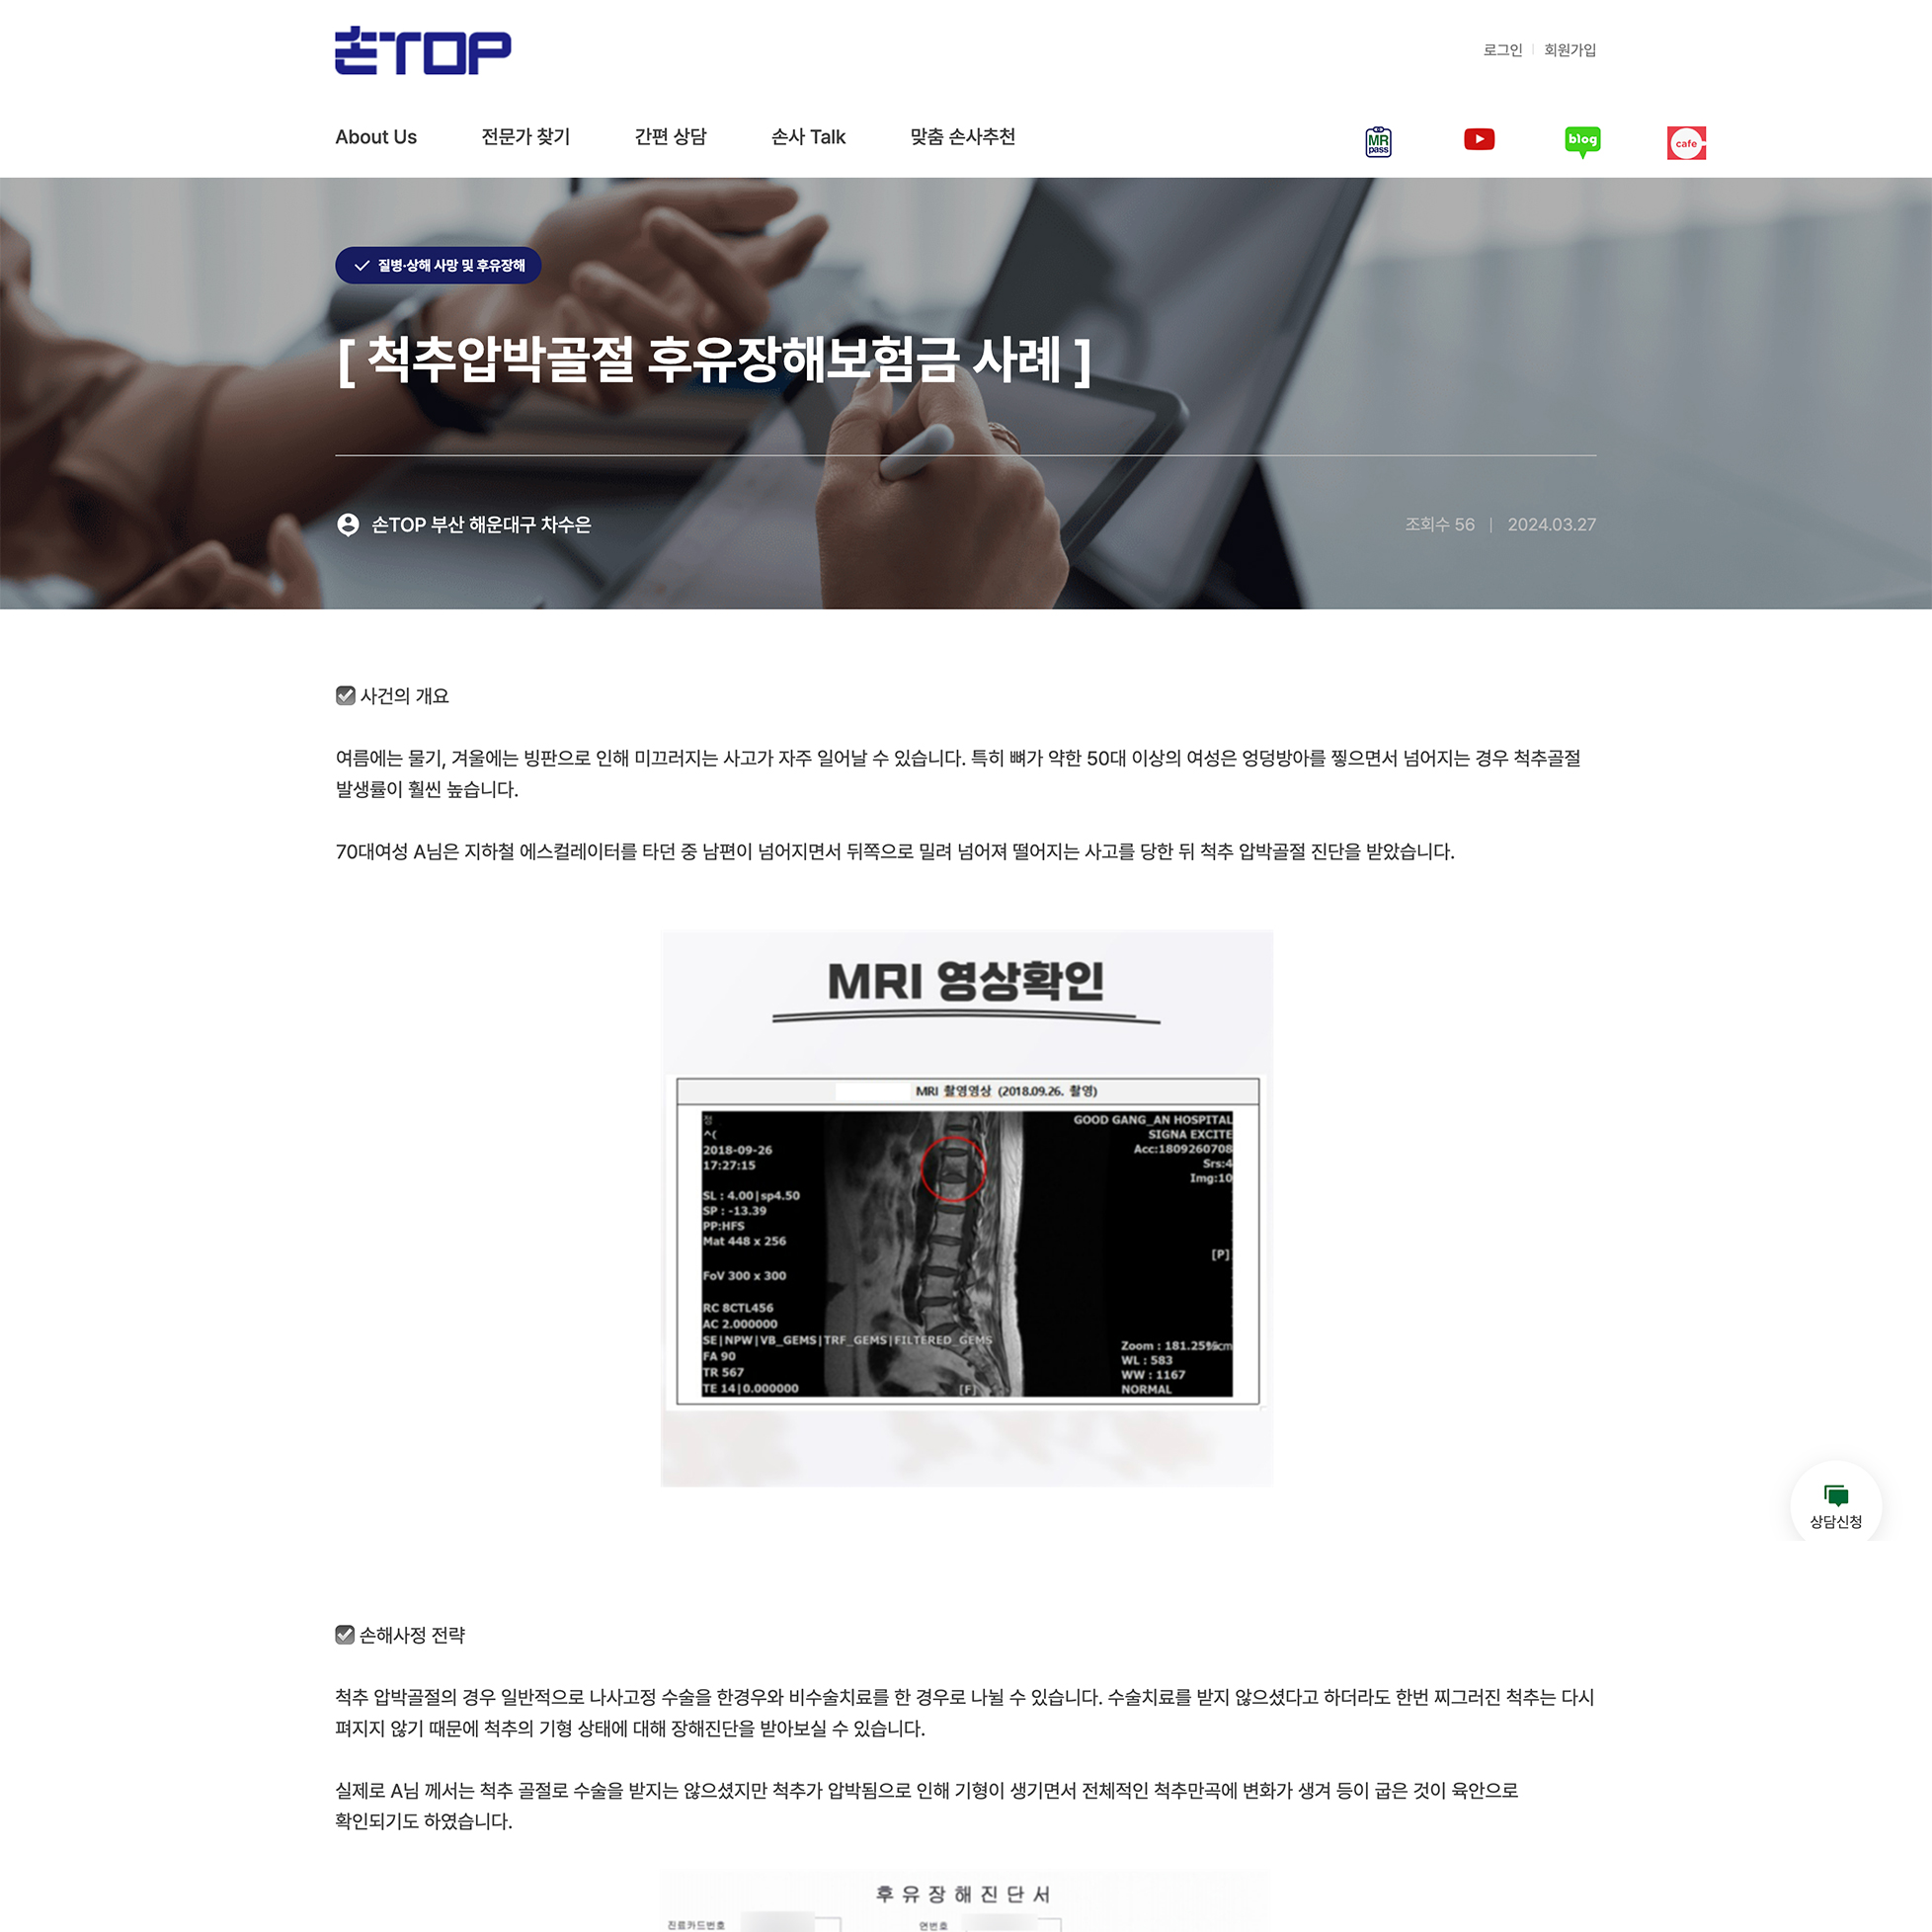 손TOP
로그인 | 회원가입
About Us 전문가 찾기 간편 상담 손사 Talk 맞춤 손사추천
MR pass
blog
cafe
질병·상해 사망 및 후유장해
[ 척추압박골절 후유장해보험금 사례 ]
손TOP 부산 해운대구 차수은
조회수 56 | 2024.03.27
사건의 개요
여름에는 물기, 겨울에는 빙판으로 인해 미끄러지는 사고가 자주 일어날 수 있습니다. 특히 뼈가 약한 50대 이상의 여성은 엉덩방아를 찧으면서 넘어지는 경우 척추골절
발생률이 훨씬 높습니다.
70대여성 A님은 지하철 에스컬레이터를 타던 중 남편이 넘어지면서 뒤쪽으로 밀려 넘어져 떨어지는 사고를 당한 뒤 척추 압박골절 진단을 받았습니다.
MRI 영상확인
MRI 촬영영상 (2018.09.26. 촬영)
정
^(
2018-09-26
17:27:15
SL : 4.00|sp4.50
SP : -13.39
PP:HFS
Mat 448 x 256
FoV 300 x 300
RC 8CTL456
AC 2.000000
SE|NPW|VB_GEMS|TRF_GEMS|FILTERED_GEMS
FA 90
TR 567
TE 14|0.000000
GOOD GANG_AN HOSPITAL
SIGNA EXCITE
Acc:1809260708
Srs:4
Img:10
[P]
[F]
Zoom : 181.25%
WL : 583
WW : 1167
NORMAL
상담신청
손해사정 전략
척추 압박골절의 경우 일반적으로 나사고정 수술을 한경우와 비수술치료를 한 경우로 나뉠 수 있습니다. 수술치료를 받지 않으셨다고 하더라도 한번 찌그러진 척추는 다시
펴지지 않기 때문에 척추의 기형 상태에 대해 장해진단을 받아보실 수 있습니다.
실제로 A님 께서는 척추 골절로 수술을 받지는 않으셨지만 척추가 압박됨으로 인해 기형이 생기면서 전체적인 척추만곡에 변화가 생겨 등이 굽은 것이 육안으로
확인되기도 하였습니다.
후 유 장 해 진 단 서
진료카드번호
연번호